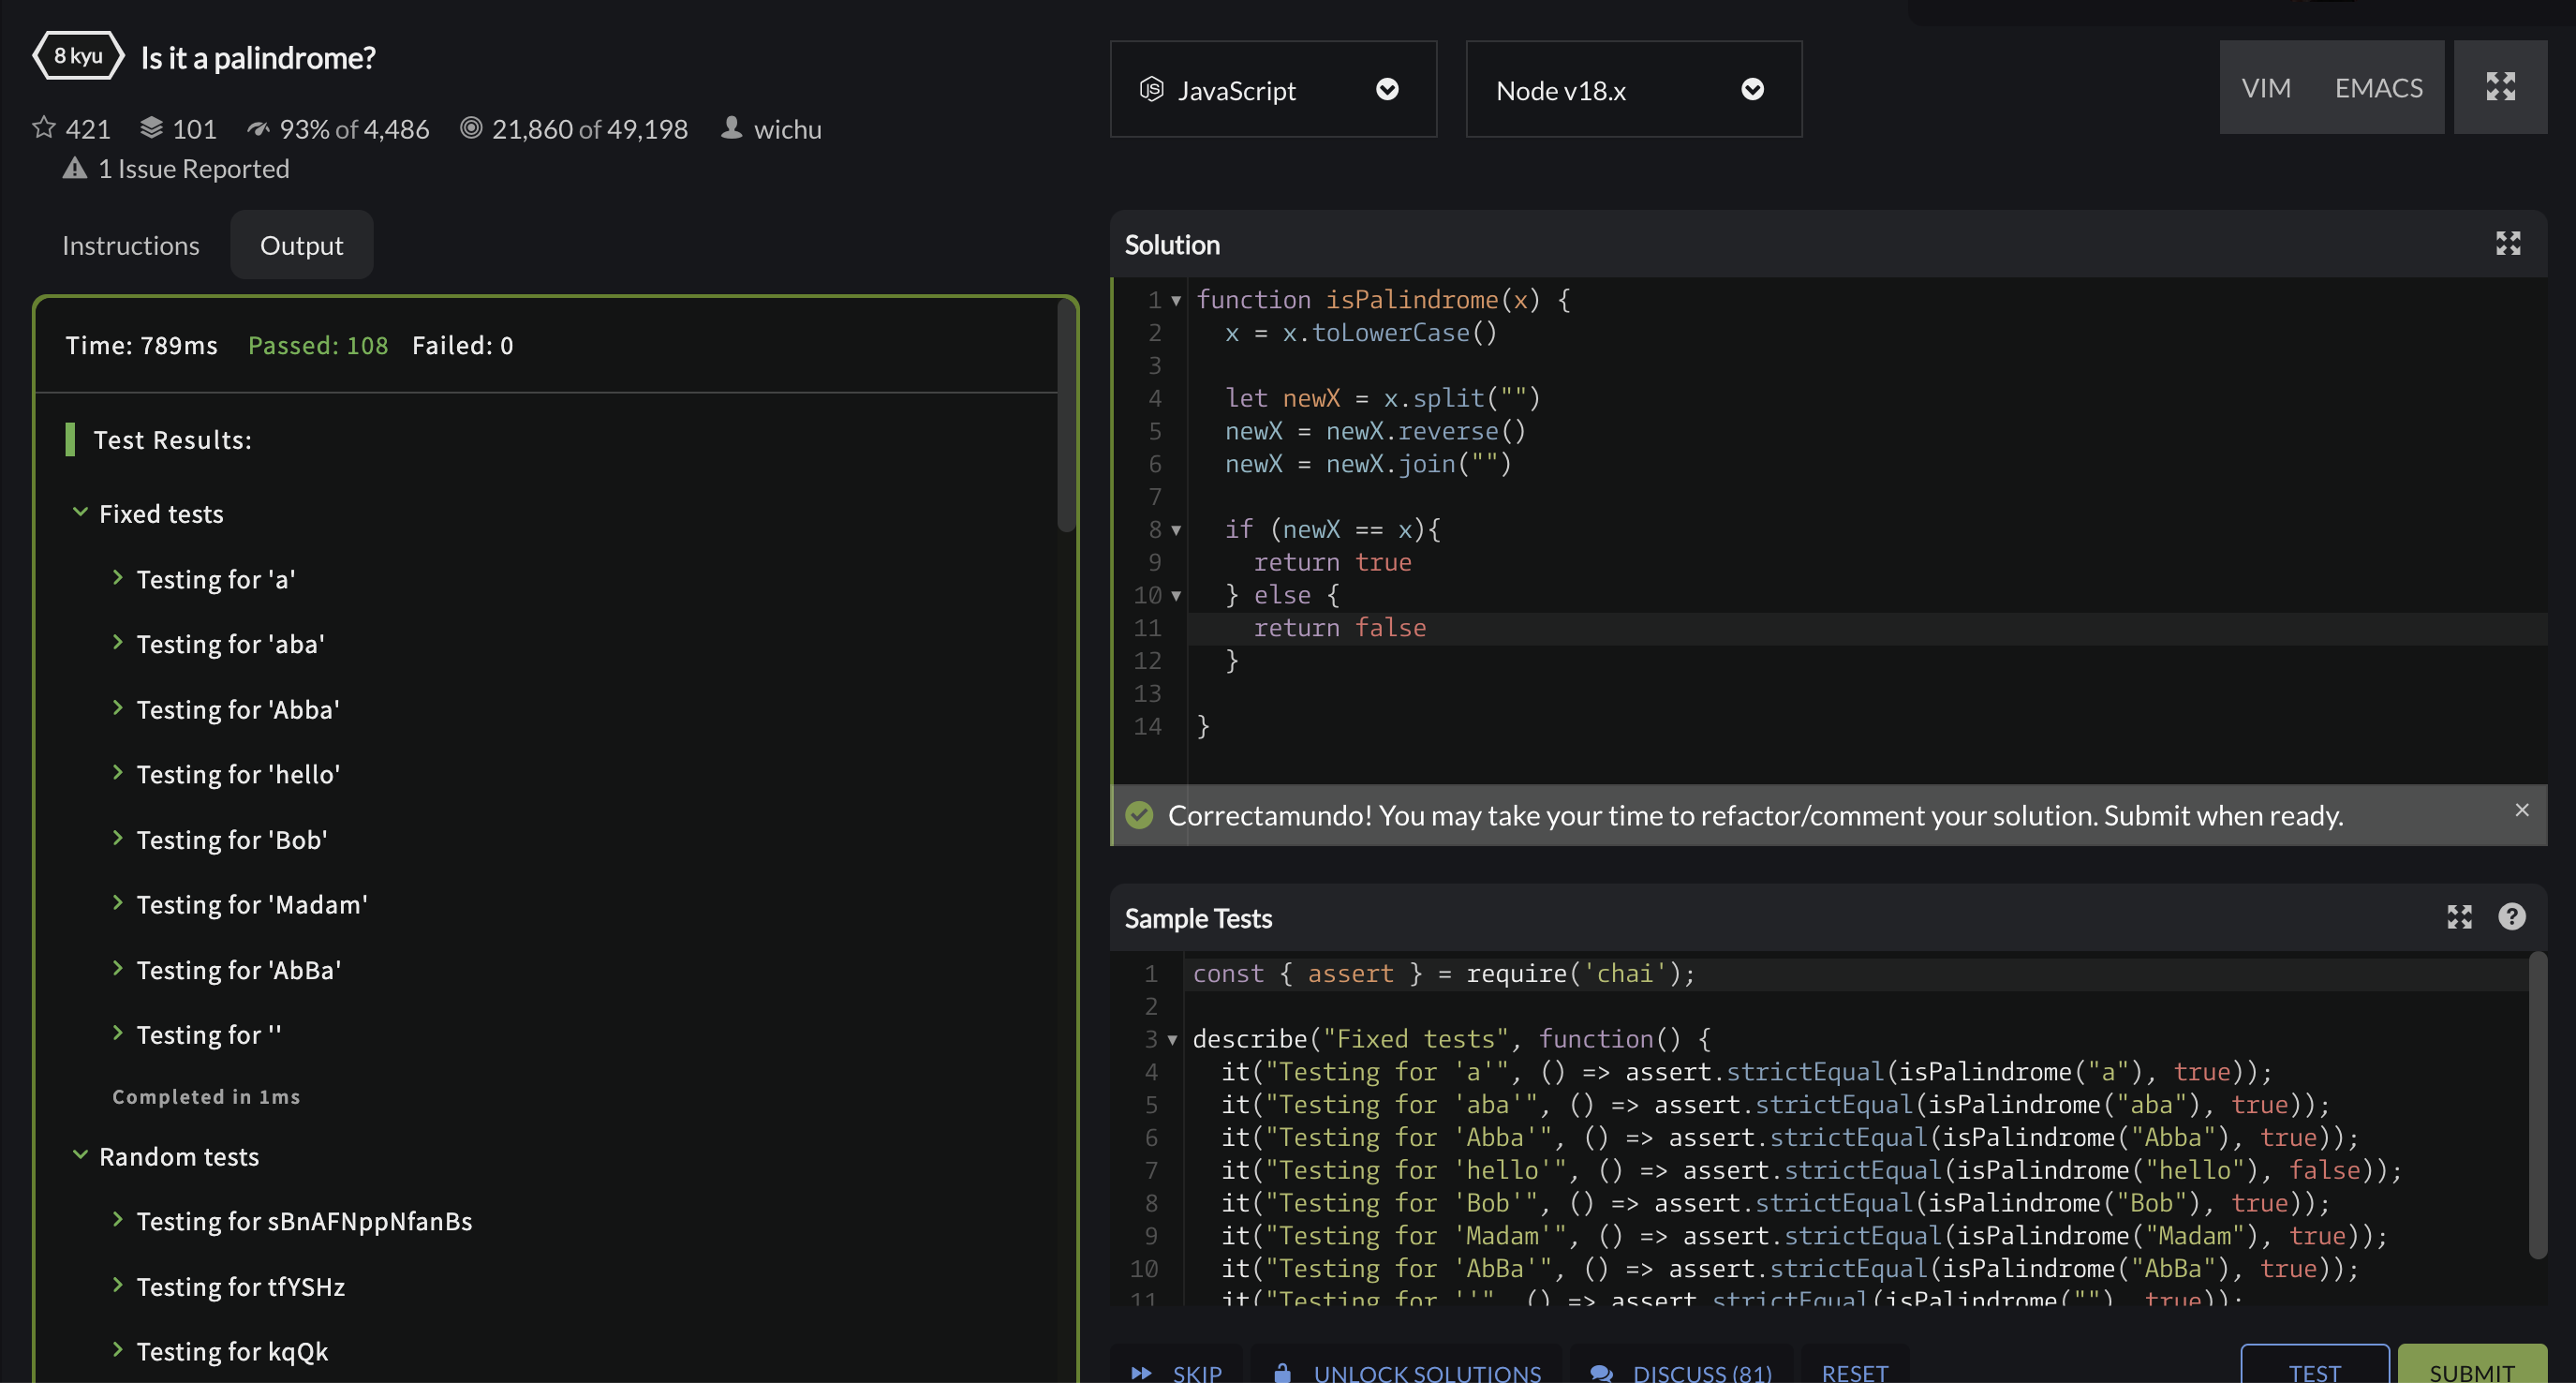 8 kyu Is it a palindrome?
421 101 93% of 4,486 21,860 of 49,198 wichu
1 Issue Reported
Instructions Output
Time: 789ms Passed: 108 Failed: 0
Test Results:
Fixed tests
Testing for 'a'
Testing for 'aba'
Testing for 'Abba'
Testing for 'hello'
Testing for 'Bob'
Testing for 'Madam'
Testing for 'AbBa'
Testing for ''
Completed in 1ms
Random tests
Testing for sBnAFNppNfanBs
Testing for tfYSHz
Testing for kqQk
JS JavaScript Node v18.x VIM EMACS
Solution
1 function isPalindrome(x) {
2 x = x.toLowerCase()
3
4 let newX = x.split("")
5 newX = newX.reverse()
6 newX = newX.join("")
7
8 if (newX == x){
9 return true
10 } else {
11 return false
12 }
13
14 }
Correctamundo! You may take your time to refactor/comment your solution. Submit when ready.
Sample Tests
1 const { assert } = require('chai');
2
3 describe("Fixed tests", function() {
4 it("Testing for 'a'", () => assert.strictEqual(isPalindrome("a"), true));
5 it("Testing for 'aba'", () => assert.strictEqual(isPalindrome("aba"), true));
6 it("Testing for 'Abba'", () => assert.strictEqual(isPalindrome("Abba"), true));
7 it("Testing for 'hello'", () => assert.strictEqual(isPalindrome("hello"), false));
8 it("Testing for 'Bob'", () => assert.strictEqual(isPalindrome("Bob"), true));
9 it("Testing for 'Madam'", () => assert.strictEqual(isPalindrome("Madam"), true));
10 it("Testing for 'AbBa'", () => assert.strictEqual(isPalindrome("AbBa"), true));
11 it("Testing for ''", () => assert.strictEqual(isPalindrome(""), true));
SKIP UNLOCK SOLUTIONS DISCUSS (81) RESET TEST SUBMIT